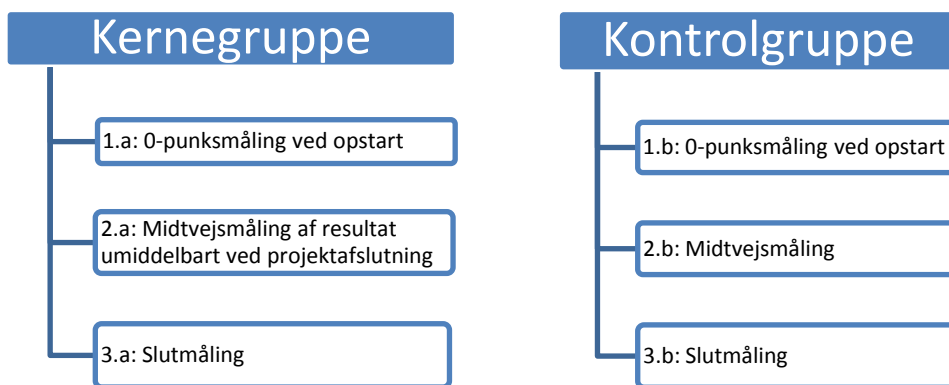 Kernegruppe
1.a: 0-punksmåling ved opstart
2.a: Midtvejsmåling af resultat
umiddelbart ved projektafslutning
3.a: Slutmåling
Kontrolgruppe
1.b: 0-punksmåling ved opstart
2.b: Midtvejsmåling
3.b: Slutmåling